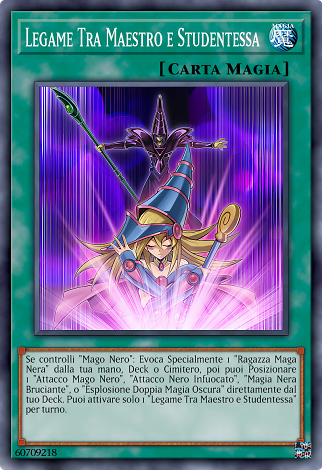 Legame Tra Maestro e Studentessa
MAGIA
魔
[Carta Magia]
Se controlli "Mago Nero": Evoca Specialmente 1 "Ragazza Maga
Nera" dalla tua mano, Deck o Cimitero, poi puoi Posizionare
1 "Attacco Mago Nero", "Attacco Nero Infuocato", "Magia Nera
Bruciante", o "Esplosione Doppia Magia Oscura" direttamente dal
tuo Deck. Puoi attivare solo 1 "Legame Tra Maestro e Studentessa"
per turno.
60709218